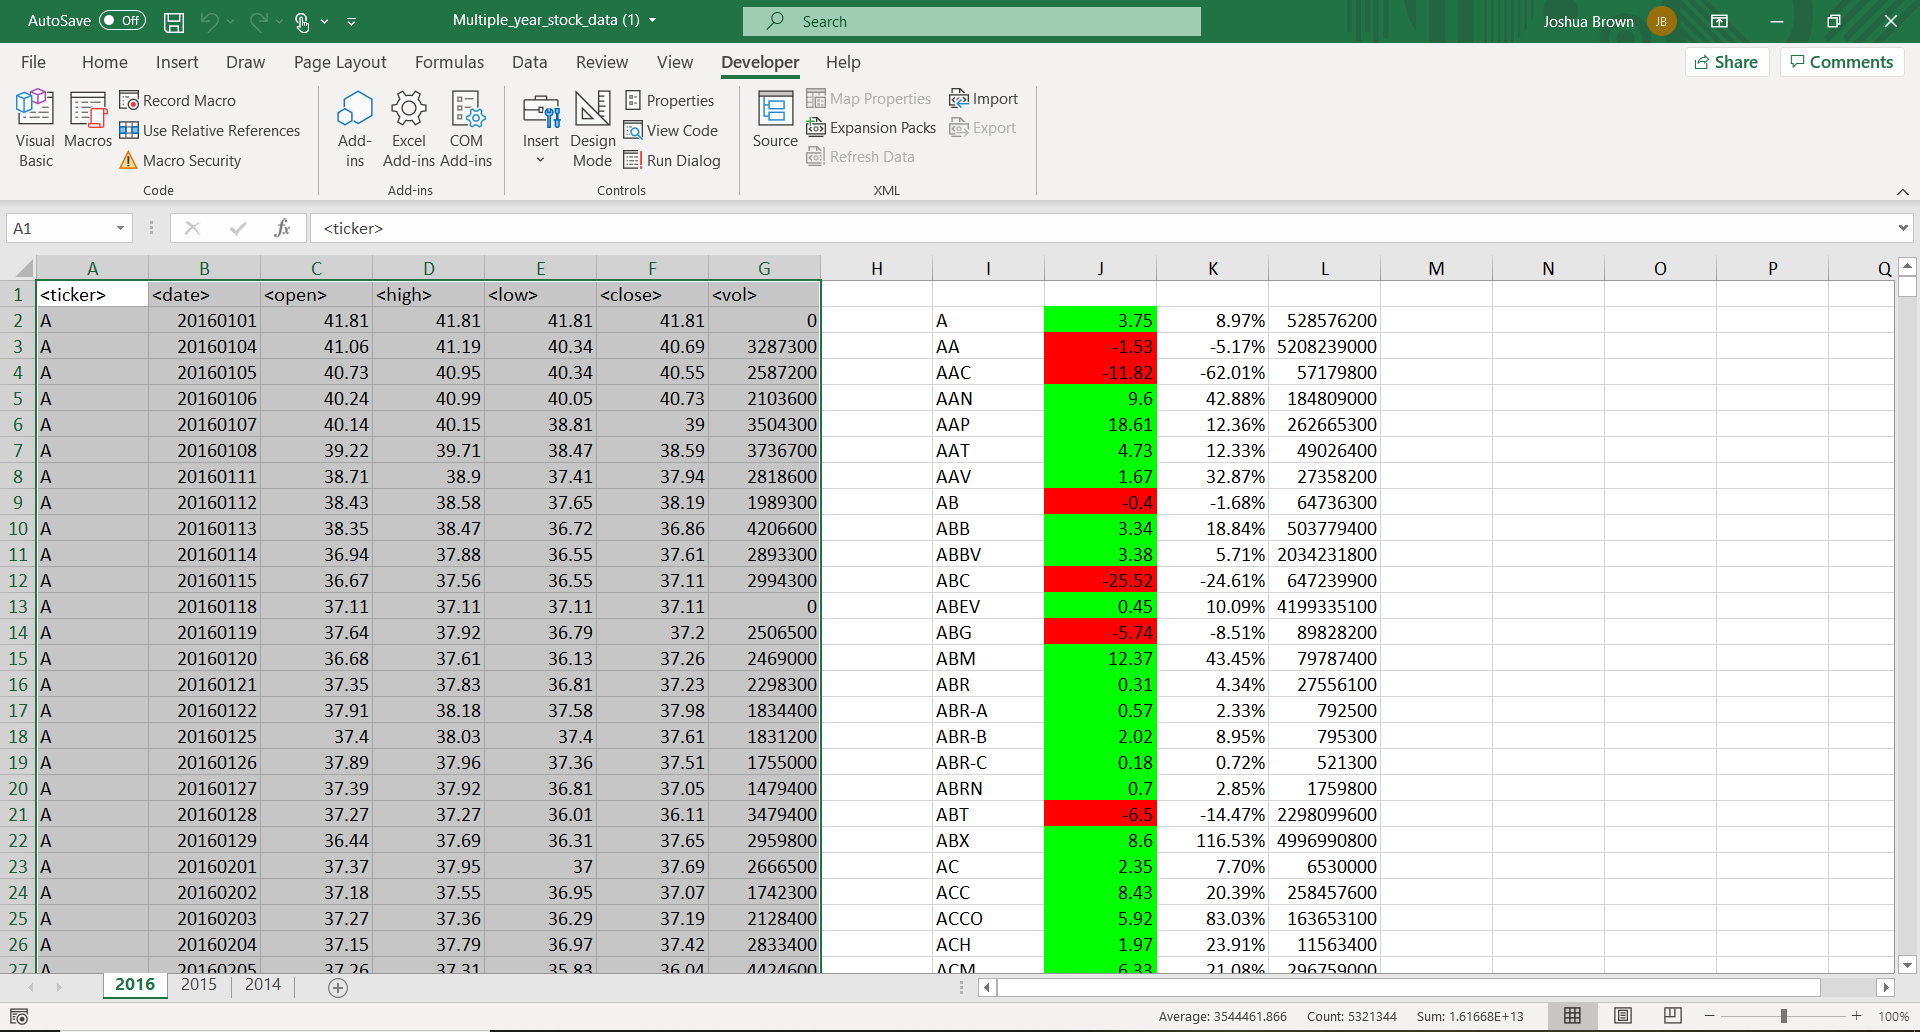 AutoSave Off Multiple_year_stock_data (1) Search Joshua Brown JB
File Home Insert Draw Page Layout Formulas Data Review View Developer Help Share Comments
Visual Basic
Macros
Record Macro
Use Relative References
Macro Security
Code
Add-ins
Excel Add-ins
COM Add-ins
Add-ins
Insert
Design Mode
Properties
View Code
Run Dialog
Controls
Source
Map Properties
Expansion Packs
Refresh Data
Import
Export
XML
A1 fx <ticker>
A B C D E F G H I J K L M N O P Q
1 <ticker> <date> <open> <high> <low> <close> <vol>
2 A 20160101 41.81 41.81 41.81 41.81 0 A 3.75 8.97% 528576200
3 A 20160104 41.06 41.19 40.34 40.69 3287300 AA -1.53 -5.17% 5208239000
4 A 20160105 40.73 40.95 40.34 40.55 2587200 AAC -11.82 -62.01% 57179800
5 A 20160106 40.24 40.99 40.05 40.73 2103600 AAN 9.6 42.88% 184809000
6 A 20160107 40.14 40.15 38.81 39 3504300 AAP 18.61 12.36% 262665300
7 A 20160108 39.22 39.71 38.47 38.59 3736700 AAT 4.73 12.33% 49026400
8 A 20160111 38.71 38.9 37.41 37.94 2818600 AAV 1.67 32.87% 27358200
9 A 20160112 38.43 38.58 37.65 38.19 1989300 AB -0.4 -1.68% 64736300
10 A 20160113 38.35 38.47 36.72 36.86 4206600 ABB 3.34 18.84% 503779400
11 A 20160114 36.94 37.88 36.55 37.61 2893300 ABBV 3.38 5.71% 2034231800
12 A 20160115 36.67 37.56 36.55 37.11 2994300 ABC -25.52 -24.61% 647239900
13 A 20160118 37.11 37.11 37.11 37.11 0 ABEV 0.45 10.09% 4199335100
14 A 20160119 37.64 37.92 36.79 37.2 2506500 ABG -5.74 -8.51% 89828200
15 A 20160120 36.68 37.61 36.13 37.26 2469000 ABM 12.37 43.45% 79787400
16 A 20160121 37.35 37.83 36.81 37.23 2298300 ABR 0.31 4.34% 27556100
17 A 20160122 37.91 38.18 37.58 37.98 1834400 ABR-A 0.57 2.33% 792500
18 A 20160125 37.4 38.03 37.4 37.61 1831200 ABR-B 2.02 8.95% 795300
19 A 20160126 37.89 37.96 37.36 37.51 1755000 ABR-C 0.18 0.72% 521300
20 A 20160127 37.39 37.92 36.81 37.05 1479400 ABRN 0.7 2.85% 1759800
21 A 20160128 37.27 37.27 36.01 36.11 3479400 ABT -6.5 -14.47% 2298099600
22 A 20160129 36.44 37.69 36.31 37.65 2959800 ABX 8.6 116.53% 4996990800
23 A 20160201 37.37 37.95 37 37.69 2666500 AC 2.35 7.70% 6530000
24 A 20160202 37.18 37.55 36.95 37.07 1742300 ACC 8.43 20.39% 258457600
25 A 20160203 37.27 37.36 36.29 37.19 2128400 ACCO 5.92 83.03% 163653100
26 A 20160204 37.15 37.79 36.97 37.42 2833400 ACH 1.97 23.91% 11563400
27 A 20160205 37.26 37.31 35.83 36.04 4424600 ACM 6.33 21.08% 296759000
2016 2015 2014
Average: 3544461.866 Count: 5321344 Sum: 1.61668E+13 100%